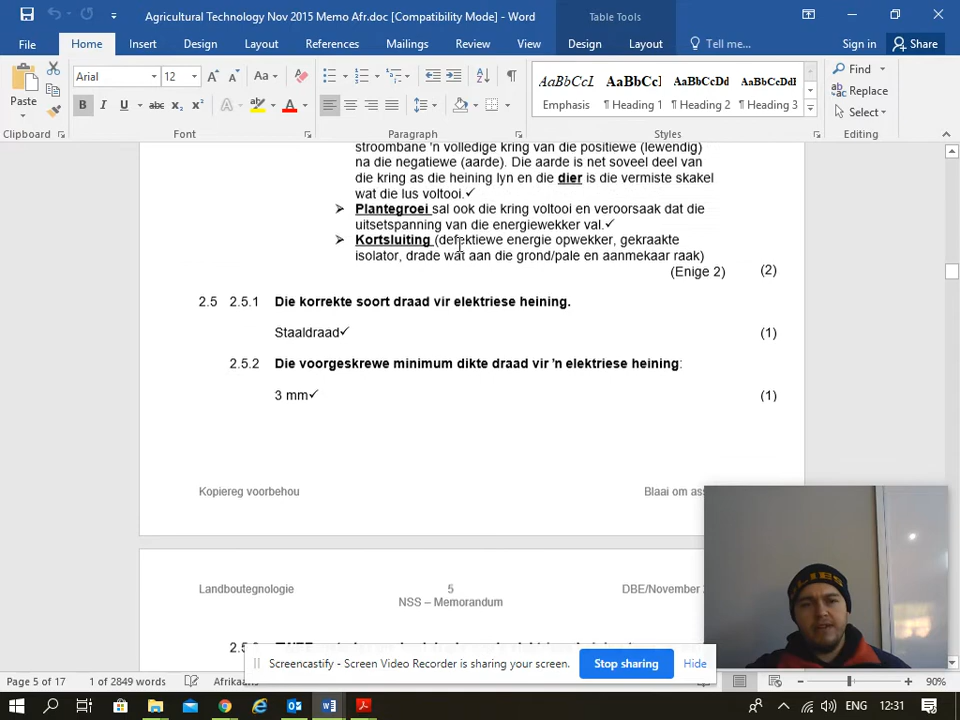 Agricultural Technology Nov 2015 Memo Afr.doc [Compatibility Mode] - Word
Table Tools
File Home Insert Design Layout References Mailings Review View Design Layout Tell me... Sign in Share
Paste
Arial 12
Aa
B I U abc x₂ x² A A
AaBbCcL AaBbCcI AaBbCcDd AaBbCcDdI
Emphasis ¶ Heading 1 ¶ Heading 2 ¶ Heading 3
Find
Replace
Select
Clipboard Font Paragraph Styles Editing
stroombane 'n volledige kring van die positiewe (lewendig)
na die negatiewe (aarde). Die aarde is net soveel deel van
die kring as die heining lyn en die dier is die vermiste skakel
wat die lus voltooi.✓
➢ Plantegroei sal ook die kring voltooi en veroorsaak dat die
uitsetspanning van die energiewekker val.✓
➢ Kortsluiting (defektiewe energie opwekker, gekraakte
isolator, drade wat aan die grond/pale en aanmekaar raak)
(Enige 2) (2)
2.5 2.5.1 Die korrekte soort draad vir elektriese heining.
Staaldraad✓ (1)
2.5.2 Die voorgeskrewe minimum dikte draad vir 'n elektriese heining:
3 mm✓ (1)
Kopiereg voorbehou Blaai om
Landboutegnologie 5 DBE/November
NSS – Memorandum
Screencastify - Screen Video Recorder is sharing your screen. Stop sharing Hide
Page 5 of 17 1 of 2849 words Afrikaans 90%
ENG 12:31